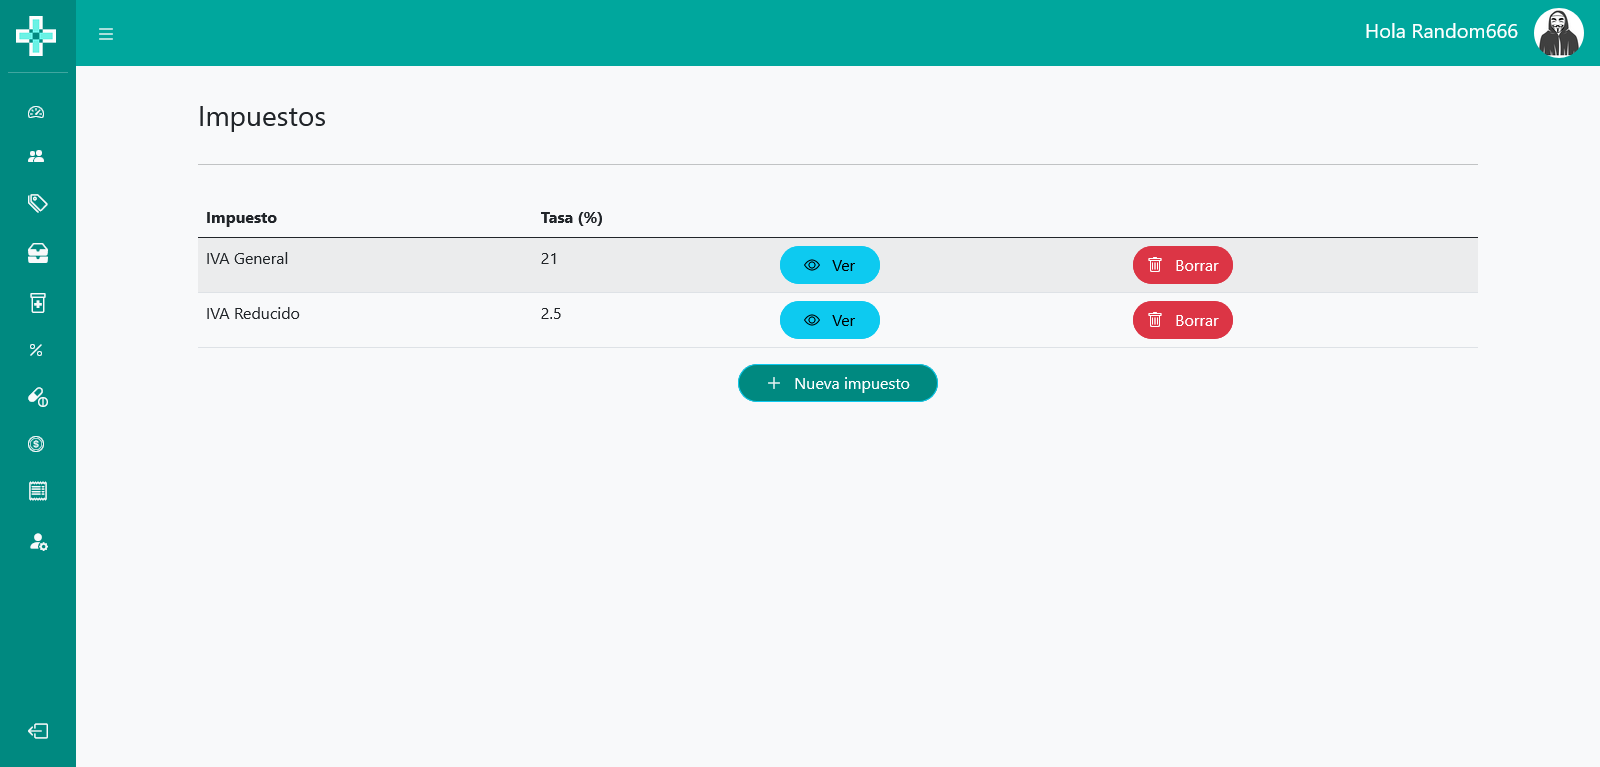 Hola Random666
Impuestos
Impuesto Tasa (%)
IVA General 21 Ver Borrar
IVA Reducido 2.5 Ver Borrar
Nueva impuesto